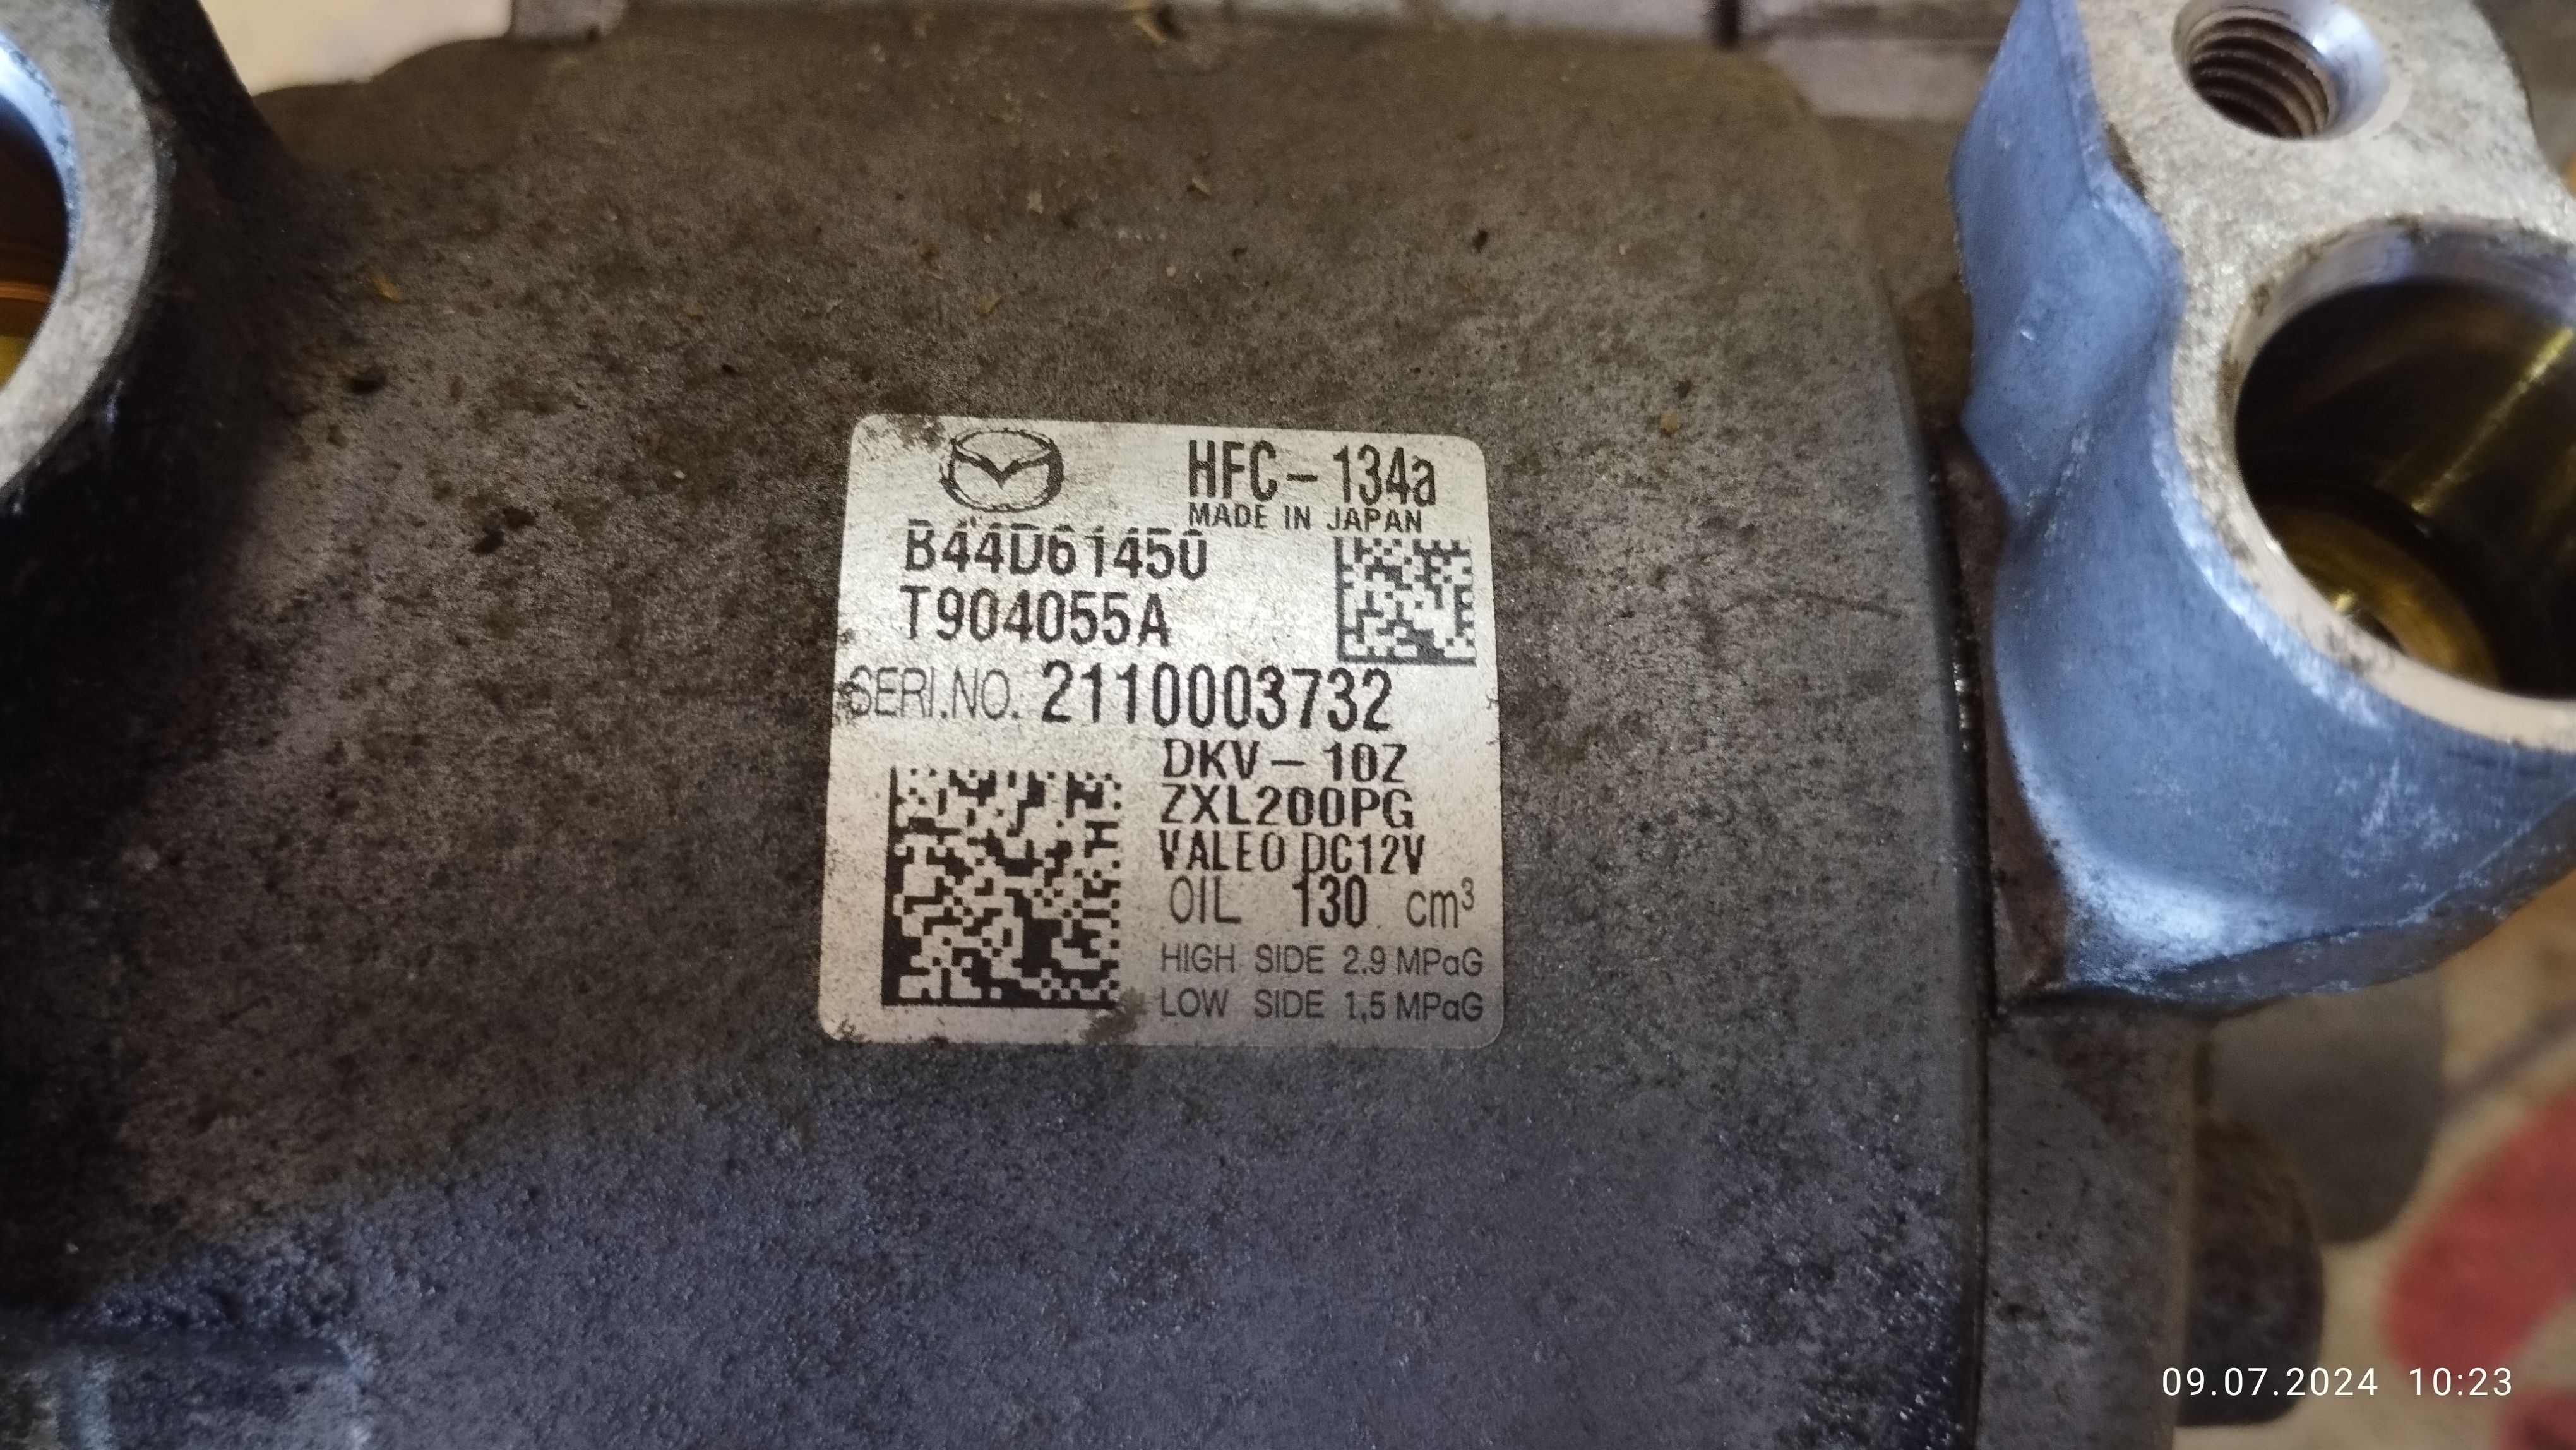 HFC-134a
MADE IN JAPAN
B44D61450
T904055A
SERI.NO. 2110003732
DKV-10Z
ZXL200PG
VALEO DC12V
OIL 130 cm³
HIGH SIDE 2.9 MPaG
LOW SIDE 1.5 MPaG
09.07.2024 10:23